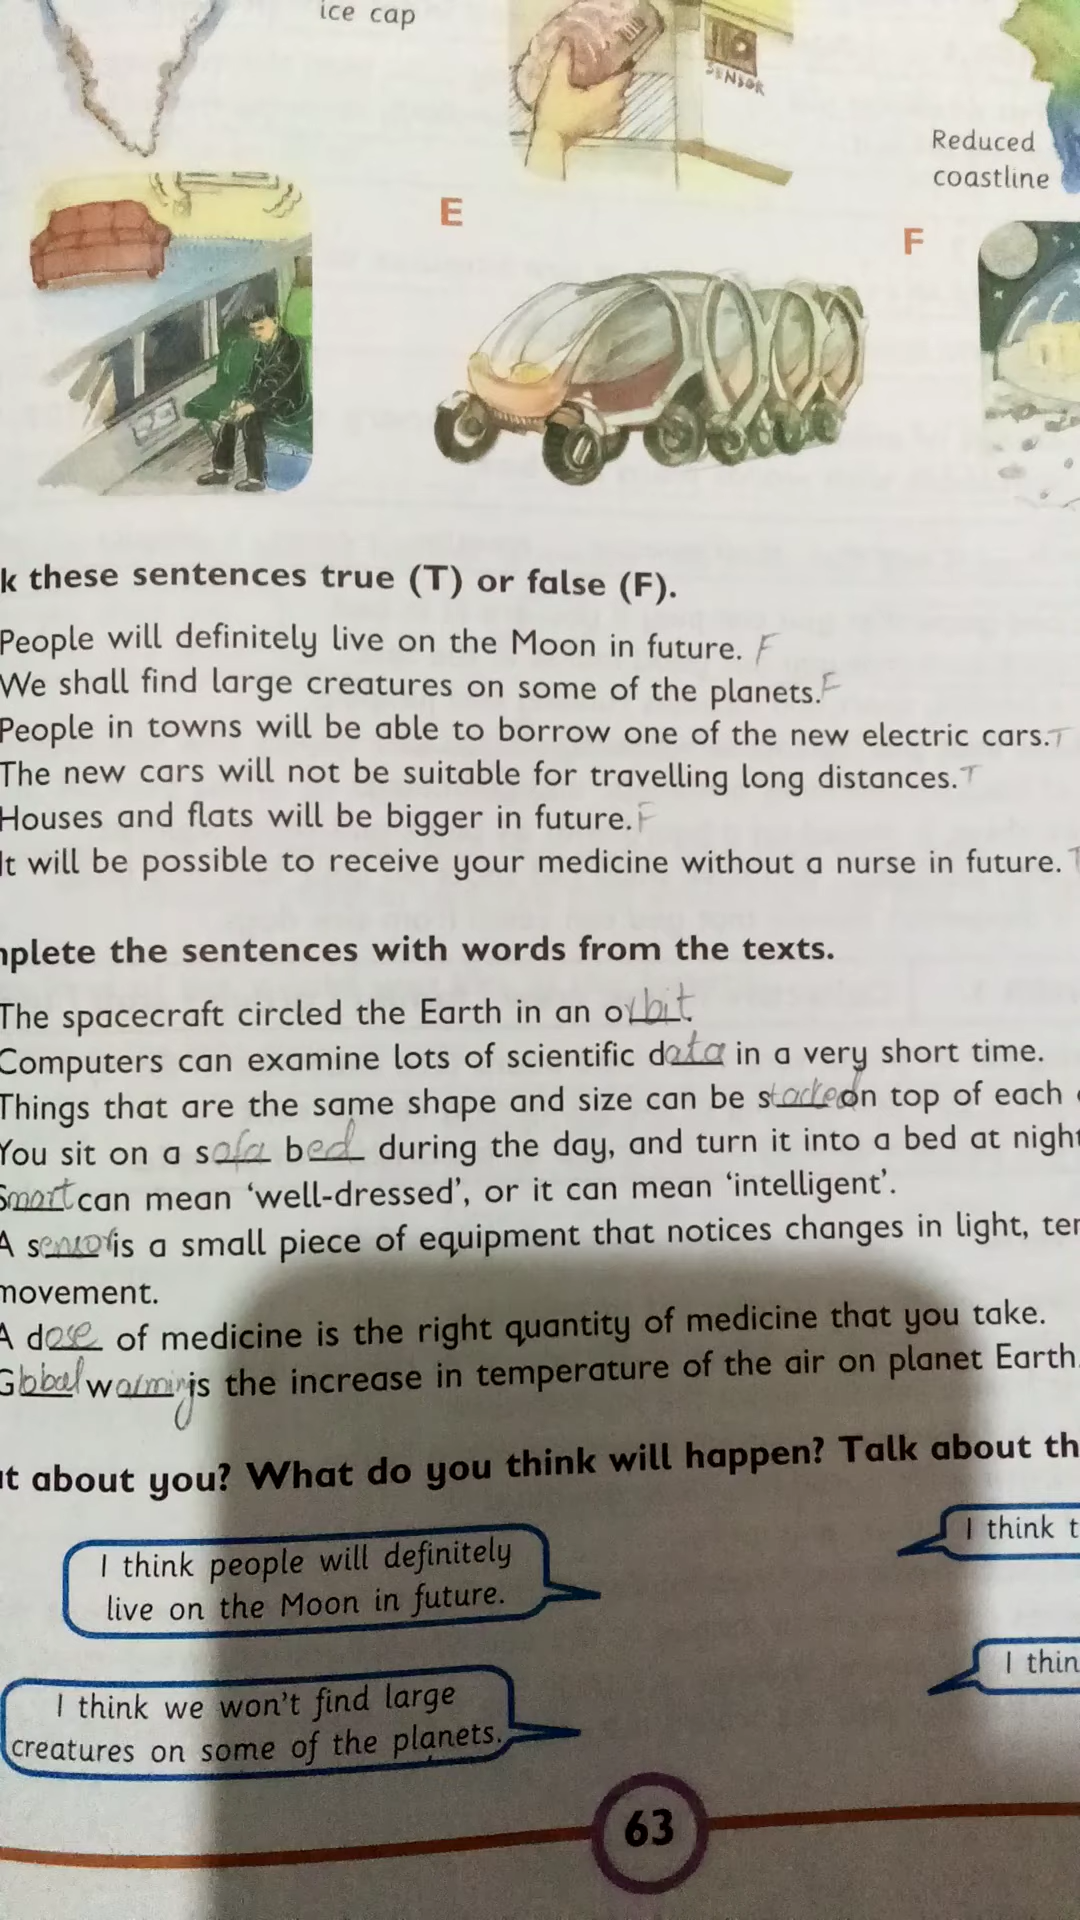 ice cap
SENSOR
Reduced
coastline
E
F
k these sentences true (T) or false (F).
People will definitely live on the Moon in future. F
We shall find large creatures on some of the planets. F
People in towns will be able to borrow one of the new electric cars. T
The new cars will not be suitable for travelling long distances. T
Houses and flats will be bigger in future. F
It will be possible to receive your medicine without a nurse in future. T
nplete the sentences with words from the texts.
The spacecraft circled the Earth in an orbit.
Computers can examine lots of scientific data in a very short time.
Things that are the same shape and size can be on top of each
You sit on a sofa bed during the day, and turn it into a bed at night
Smart can mean ‘well-dressed’, or it can mean ‘intelligent’.
A sensor is a small piece of equipment that notices changes in light, ter
movement.
A dose of medicine is the right quantity of medicine that you take.
Global warming is the increase in temperature of the air on planet Earth.
t about you? What do you think will happen? Talk about th
I think people will definitely
live on the Moon in future.
I think t
I think we won't find large
creatures on some of the planets.
I thin
63